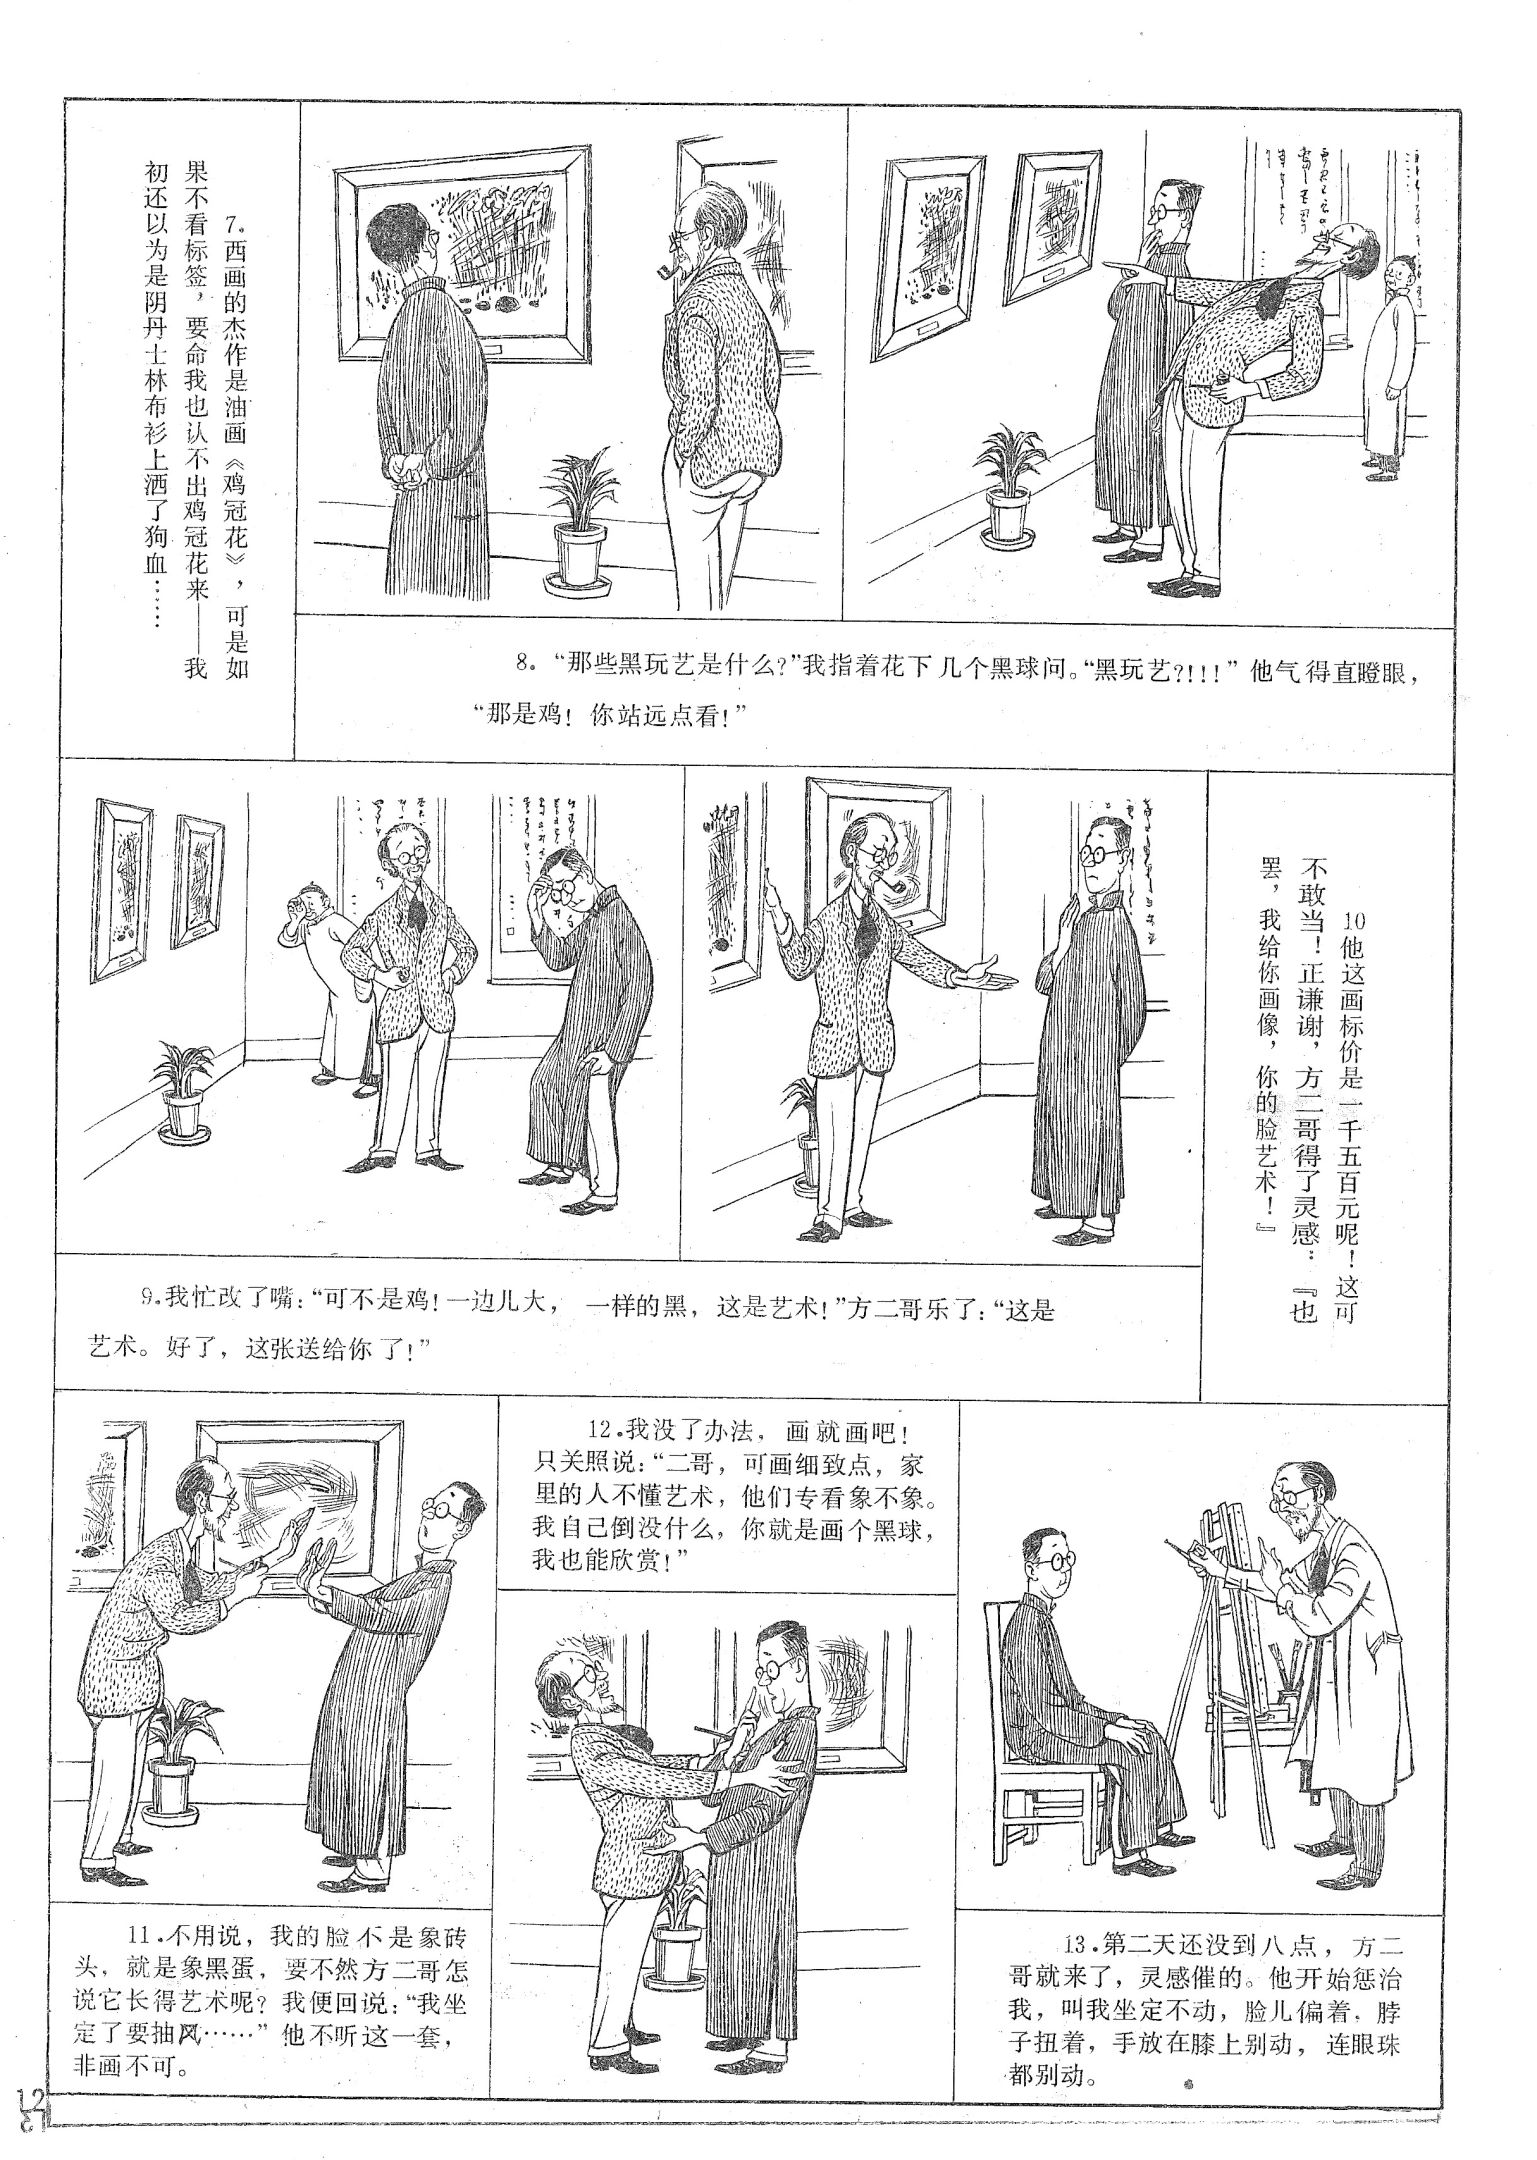 7。西画的杰作是油画《鸡冠花》，可是如
果不看标签，要命我也认不出鸡冠花来——我
初还以为是阴丹士林布衫上洒了狗血……
8。“那些黑玩艺是什么？”我指着花下几个黑球问。“黑玩艺？！！！”他气得直瞪眼，
“那是鸡！你站远点看！”
9.我忙改了嘴：“可不是鸡！一边儿大，一样的黑，这是艺术！”方二哥乐了：“这是
艺术。好了，这张送给你了！”
10他这画标价是一千五百元呢！这可
不敢当！正谦谢，方二哥得了灵感：『也
罢，我给你画像，你的脸艺术！』
11.不用说，我的脸不是象砖
头，就是象黑蛋，要不然方二哥怎
说它长得艺术呢？我便回说：“我坐
定了要抽风……”他不听这一套，
非画不可。
12.我没了办法，画就画吧！
只关照说：“二哥，可画细致点，家
里的人不懂艺术，他们专看象不象。
我自己倒没什么，你就是画个黑球，
我也能欣赏！”
13.第二天还没到八点，方二
哥就来了，灵感催的。他开始惩治
我，叫我坐定不动，脸儿偏着，脖
子扭着，手放在膝上别动，连眼珠
都别动。
12